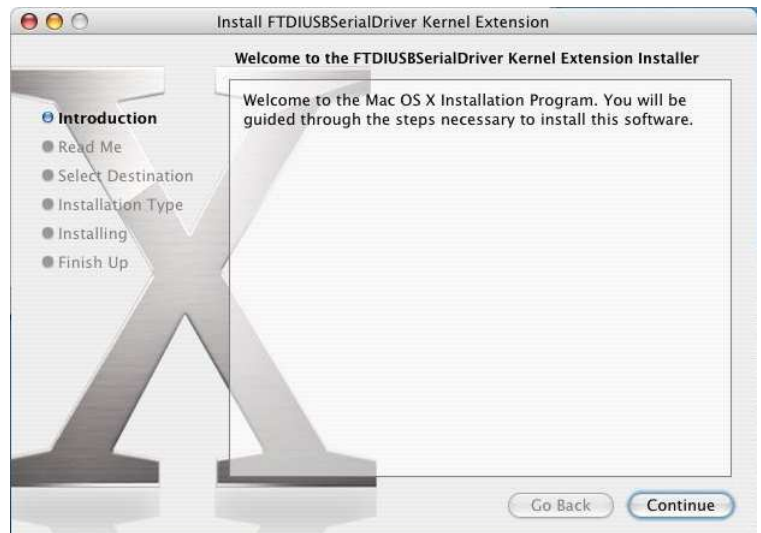 Install FTDIUSBSerialDriver Kernel Extension
Welcome to the FTDIUSBSerialDriver Kernel Extension Installer
Introduction
Read Me
Select Destination
Installation Type
Installing
Finish Up
Welcome to the Mac OS X Installation Program. You will be
guided through the steps necessary to install this software.
Go Back
Continue